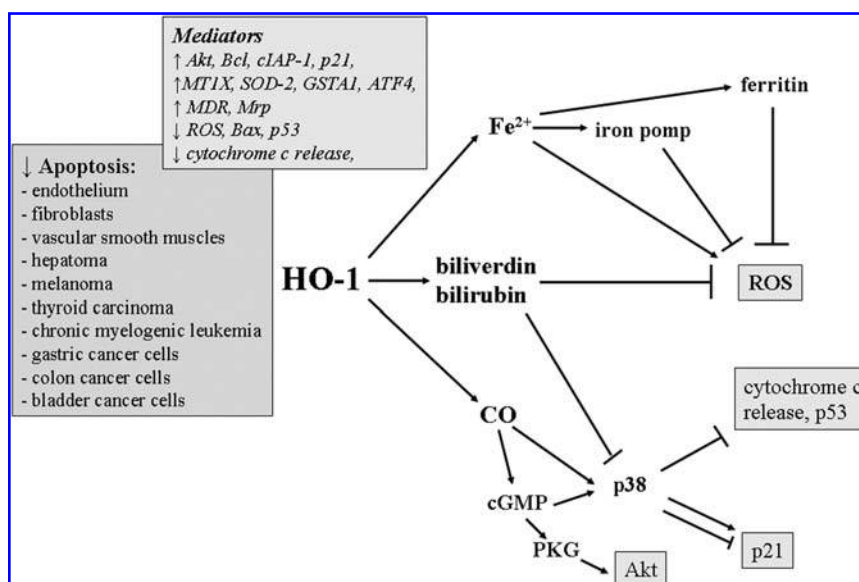 Mediators
↑ Akt, Bcl, cIAP-1, p21,
↑MT1X, SOD-2, GSTA1, ATF4,
↑ MDR, Mrp
↓ ROS, Bax, p53
↓ cytochrome c release,
↓ Apoptosis:
- endothelium
- fibroblasts
- vascular smooth muscles
- hepatoma
- melanoma
- thyroid carcinoma
- chronic myelogenic leukemia
- gastric cancer cells
- colon cancer cells
- bladder cancer cells
HO-1
Fe²⁺
ferritin
iron pomp
biliverdin
bilirubin
ROS
CO
cGMP
PKG
Akt
p38
cytochrome c
release, p53
p21